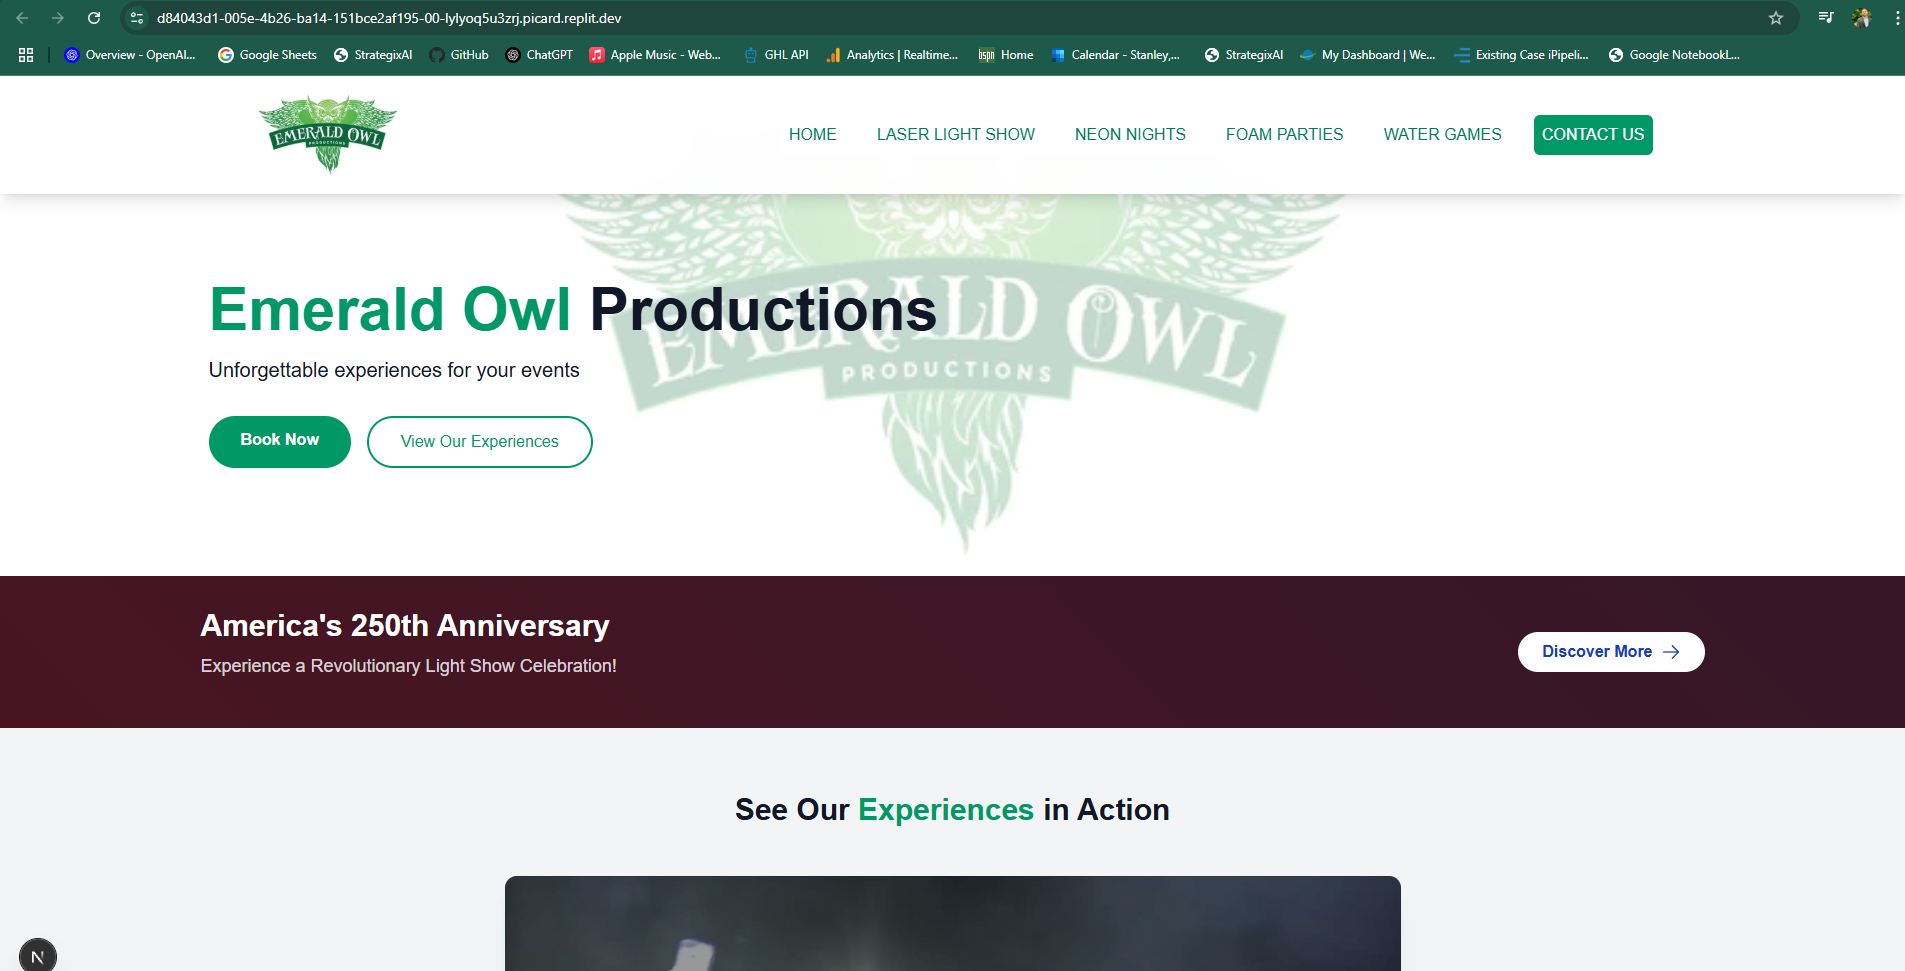 d84043d1-005e-4b26-ba14-151bce2af195-00-lylyoq5u3zrj.picard.replit.dev
Overview - OpenAI... Google Sheets StrategixAI GitHub ChatGPT Apple Music - Web... GHL API Analytics | Realtime... bspn Home Calendar - Stanley,... StrategixAI My Dashboard | We... Existing Case iPipeli... Google NotebookL...
EMERALD OWL
PRODUCTIONS
HOME LASER LIGHT SHOW NEON NIGHTS FOAM PARTIES WATER GAMES CONTACT US
EMERALD OWL
PRODUCTIONS
Emerald Owl Productions
Unforgettable experiences for your events
Book Now View Our Experiences
America's 250th Anniversary
Experience a Revolutionary Light Show Celebration!
Discover More
See Our Experiences in Action
N